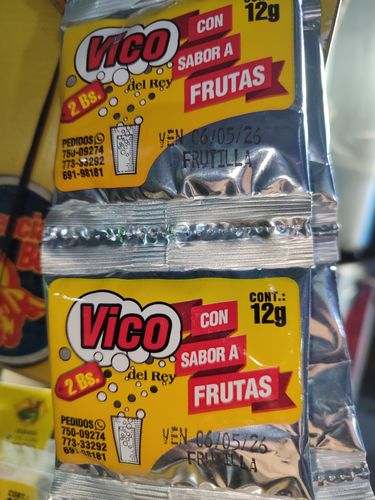 Vico
CON
SABOR A
FRUTAS
12g
2 Bs.
del Rey
PEDIDOS
750-09274
773-33292
691-98181
VEN 06/05/26
FRUTILLA
Vico
CON
SABOR A
FRUTAS
CONT.:
12g
2 Bs.
del Rey
PEDIDOS
750-09274
773-33292
691-98181
VEN 06/05/26
FRUTILLA